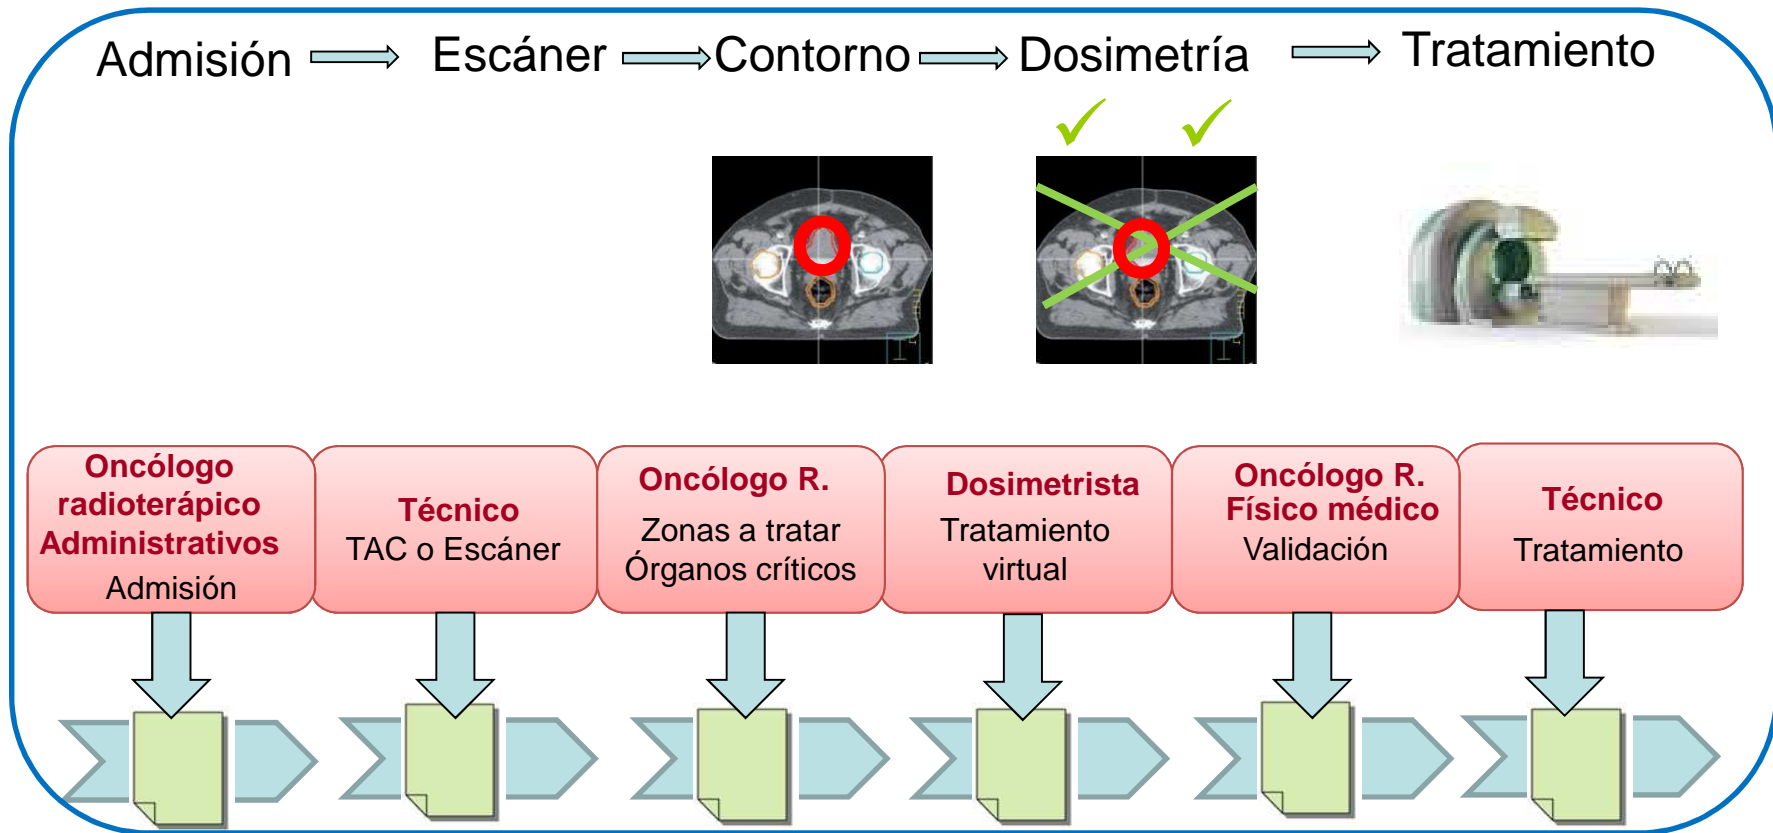 Admisión Escáner Contorno Dosimetría Tratamiento
Oncólogo
radioterápico
Administrativos
Admisión
Técnico
TAC o Escáner
Oncólogo R.
Zonas a tratar
Órganos críticos
Dosimetrista
Tratamiento
virtual
Oncólogo R.
Físico médico
Validación
Técnico
Tratamiento